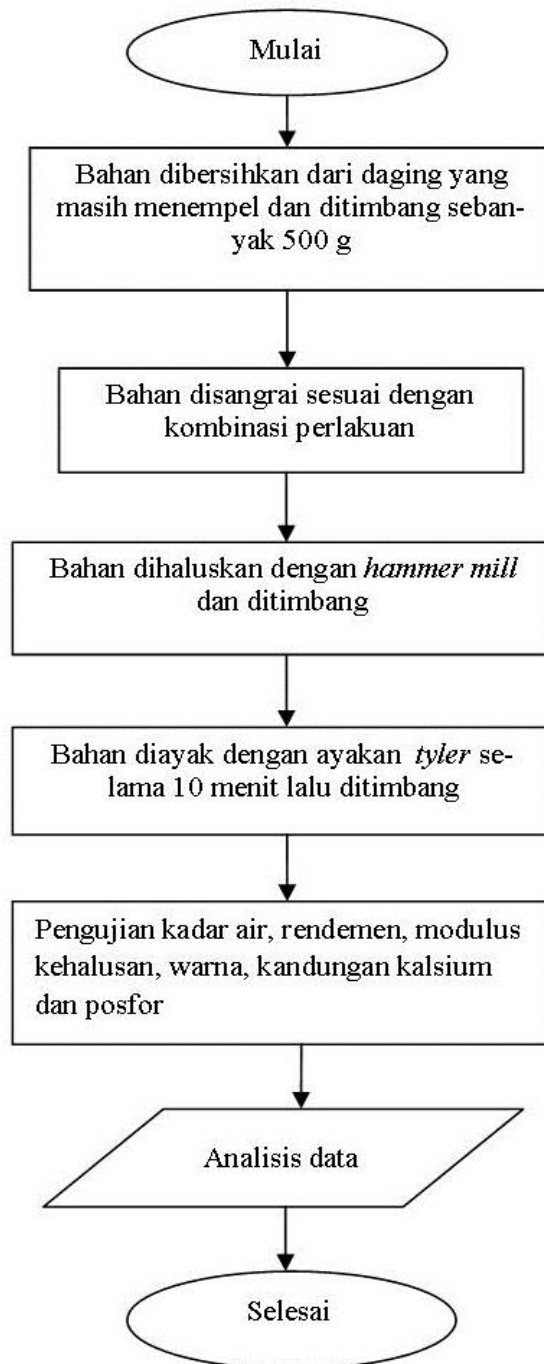 Mulai
Bahan dibersihkan dari daging yang
masih menempel dan ditimbang seban-
yak 500 g
Bahan disangrai sesuai dengan
kombinasi perlakuan
Bahan dihaluskan dengan hammer mill
dan ditimbang
Bahan diayak dengan ayakan tyler se-
lama 10 menit lalu ditimbang
Pengujian kadar air, rendemen, modulus
kehalusan, warna, kandungan kalsium
dan posfor
Analisis data
Selesai